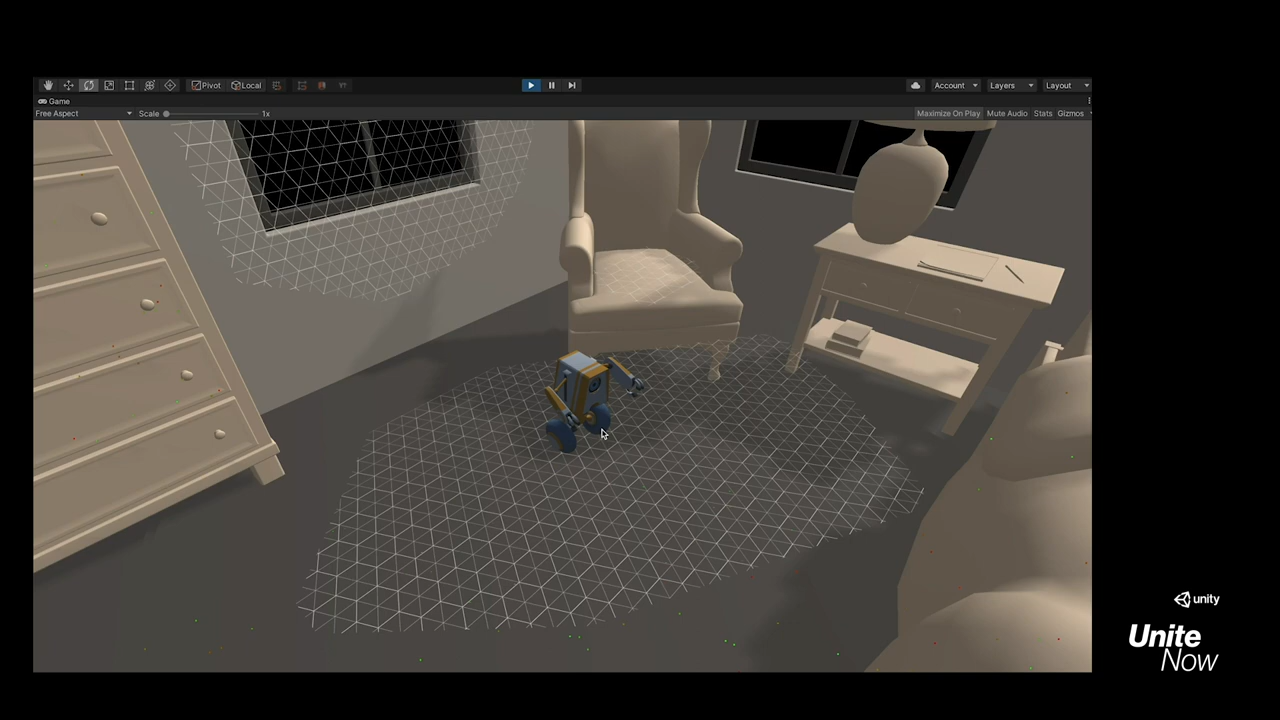 Pivot Local Account Layers Layout
Game
Free Aspect Scale 1x Maximize On Play Mute Audio Stats Gizmos
unity
Unite
Now